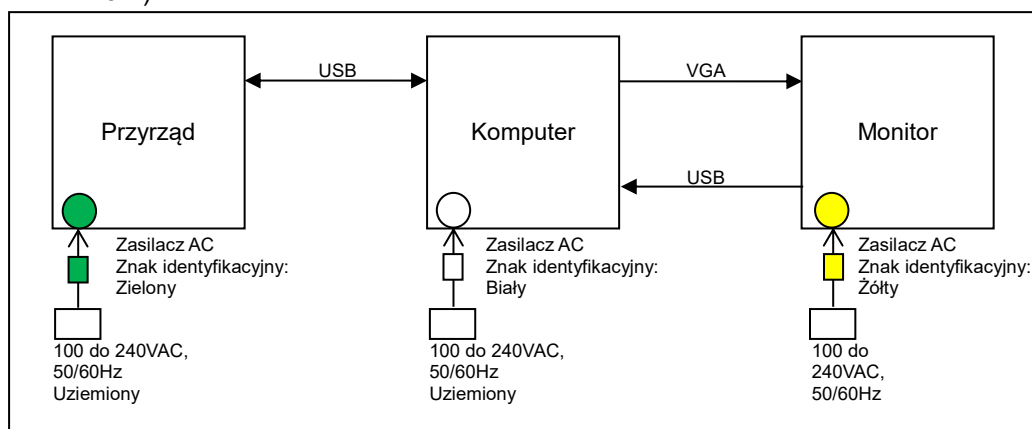 USB
VGA
Przyrząd
Komputer
Monitor
USB
Zasilacz AC
Znak identyfikacyjny:
Zielony
Zasilacz AC
Znak identyfikacyjny:
Biały
Zasilacz AC
Znak identyfikacyjny:
Żółty
100 do 240VAC,
50/60Hz
Uziemiony
100 do 240VAC,
50/60Hz
Uziemiony
100 do
240VAC,
50/60Hz